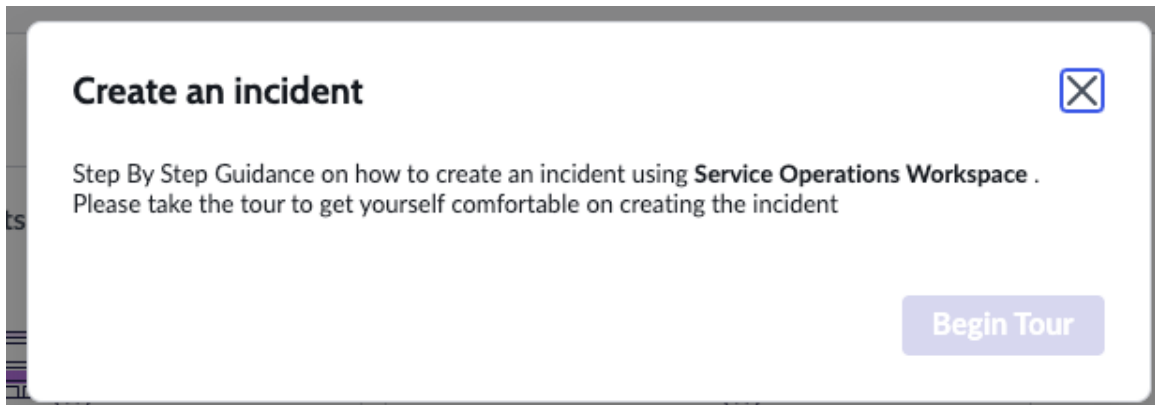 Create an incident
Step By Step Guidance on how to create an incident using Service Operations Workspace .
Please take the tour to get yourself comfortable on creating the incident
ts
Begin Tour